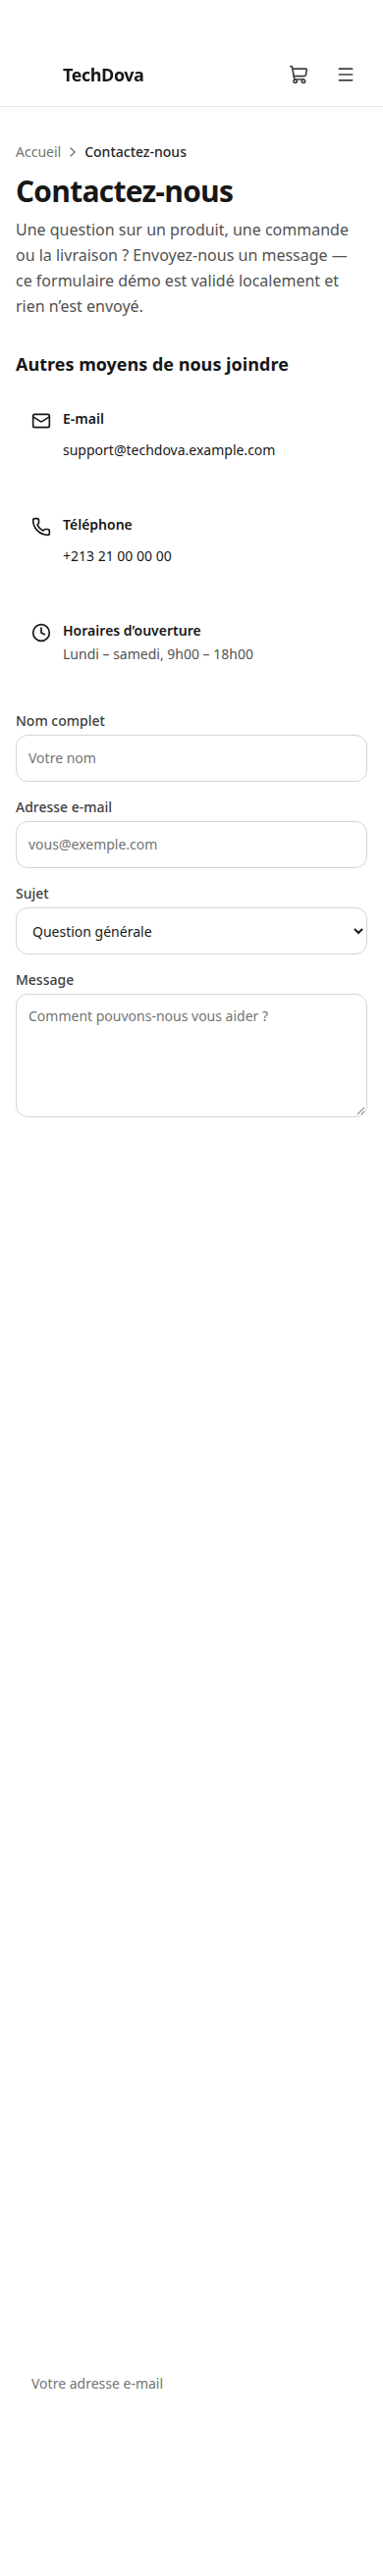 TechDova
Accueil > Contactez-nous
Contactez-nous
Une question sur un produit, une commande
ou la livraison ? Envoyez-nous un message —
ce formulaire démo est validé localement et
rien n’est envoyé.
Autres moyens de nous joindre
E-mail
support@techdova.example.com
Téléphone
+213 21 00 00 00
Horaires d’ouverture
Lundi – samedi, 9h00 – 18h00
Nom complet
Votre nom
Adresse e-mail
vous@exemple.com
Sujet
Question générale
Message
Comment pouvons-nous vous aider ?
Votre adresse e-mail